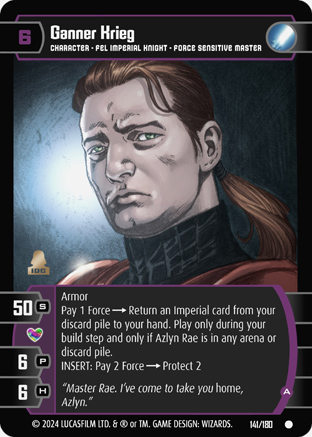 6
Ganner Krieg
CHARACTER • FEL IMPERIAL KNIGHT • FORCE SENSITIVE MASTER
IDC
50 S
6 P
6 H
Armor
Pay 1 Force → Return an Imperial card from your
discard pile to your hand. Play only during your
build step and only if Azlyn Rae is in any arena or
discard pile.
INSERT: Pay 2 Force → Protect 2
“Master Rae. I’ve come to take you home,
Azlyn.”
A
© 2024 LUCASFILM LTD. & ® or TM. GAME DESIGN: WIZARDS. 141/180